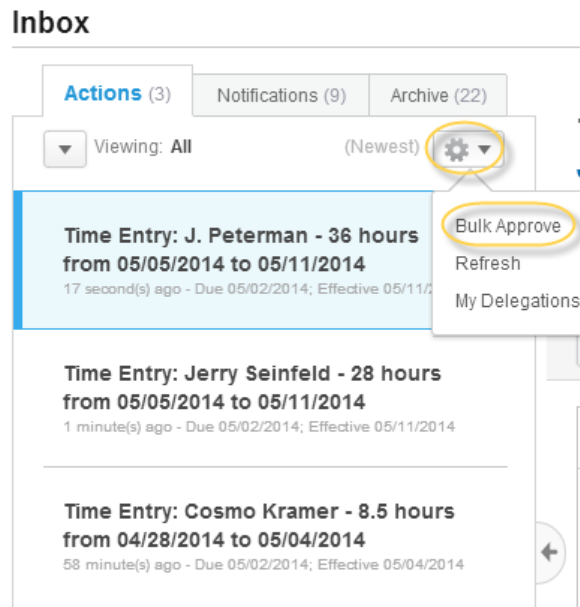 Inbox
Actions (3)
Notifications (9)
Archive (22)
Viewing: All
(Newest)
Bulk Approve
Refresh
My Delegations
Time Entry: J. Peterman - 36 hours
from 05/05/2014 to 05/11/2014
17 second(s) ago - Due 05/02/2014; Effective 05/11/
Time Entry: Jerry Seinfeld - 28 hours
from 05/05/2014 to 05/11/2014
1 minute(s) ago - Due 05/02/2014; Effective 05/11/2014
Time Entry: Cosmo Kramer - 8.5 hours
from 04/28/2014 to 05/04/2014
58 minute(s) ago - Due 05/02/2014; Effective 05/04/2014